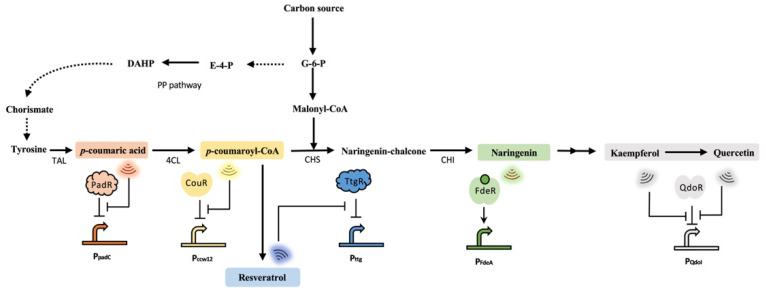 Carbon source
DAHP
E-4-P
G-6-P
PP pathway
Chorismate
Malonyl-CoA
Tyrosine
TAL
p-coumaric acid
4CL
p-coumaroyl-CoA
CHS
Naringenin-chalcone
CHI
Naringenin
Kaempferol
Quercetin
PadR
CouR
TtgR
FdeR
QdoR
PpadC
Pccw12
Pttg
PFdeA
PQdoI
Resveratrol